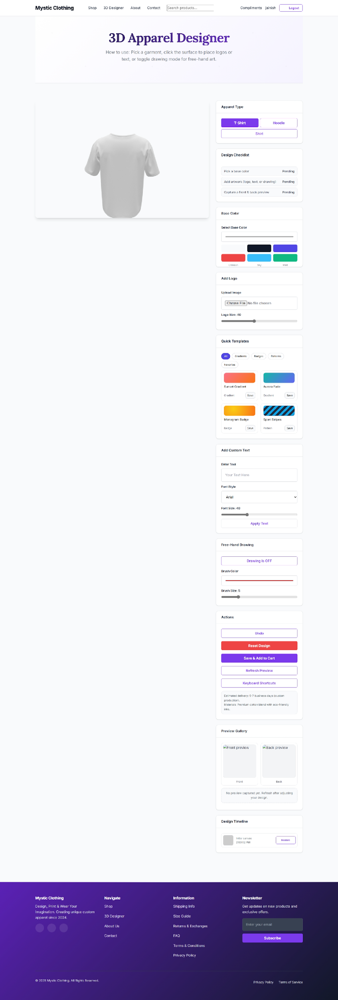 Mystic Clothing
Shop
3D Designer
About
Contact
Search products...
Compliments
jainish
Logout
3D Apparel Designer
How to use: Pick a garment, click the surface to place logos or
text, or toggle drawing mode for free-hand art.
Apparel Type
T-Shirt
Hoodie
Shirt
Design Checklist
Pick a base color
Pending
Add artwork (logo, text, or drawing)
Pending
Capture a front & back preview
Pending
Base Color
Select Base Color
Crimson
Sky
Mint
Add Logo
Upload Image
Choose File No file chosen
Logo Size: 40
Quick Templates
All
Gradients
Badges
Patterns
Favorites
Sunset Gradient
Gradient
Save
Aurora Fade
Gradient
Save
Monogram Badge
Badge
Save
Sport Stripes
Pattern
Save
Add Custom Text
Enter Text
Your Text Here
Font Style
Arial
Font Size: 40
Apply Text
Free-Hand Drawing
Drawing is OFF
Brush Color
Brush Size: 5
Actions
Undo
Reset Design
Save & Add to Cart
Refresh Preview
Keyboard Shortcuts
Estimated delivery: 5-7 business days (custom
production).
Materials: Premium cotton blend with eco-friendly
inks.
Preview Gallery
Front preview
Front
Back preview
Back
No preview captured yet. Refresh after adjusting
your design.
Design Timeline
Initial canvas
2:03:02 PM
Restore
Mystic Clothing
Design, Print & Wear Your
Imagination. Creating unique custom
apparel since 2024.
Navigate
Shop
3D Designer
About Us
Contact
Information
Shipping Info
Size Guide
Returns & Exchanges
FAQ
Terms & Conditions
Privacy Policy
Newsletter
Get updates on new products and
exclusive offers.
Enter your email
Subscribe
© 2025 Mystic Clothing. All Rights Reserved.
Privacy Policy
Terms of Service